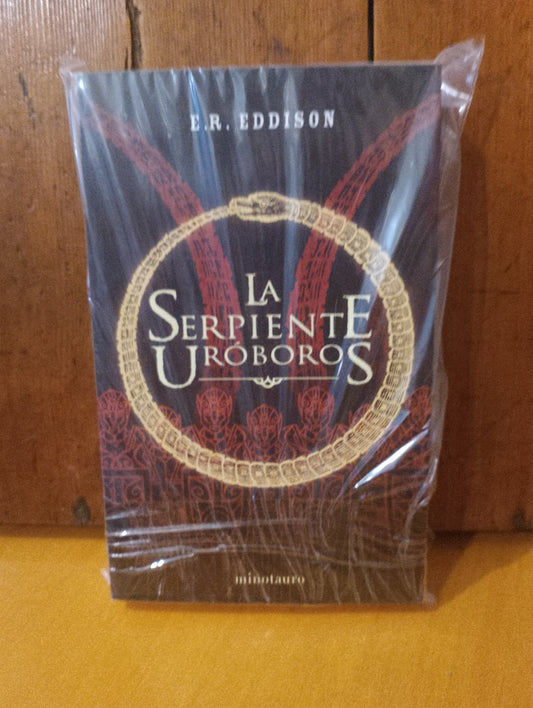 E.R. EDDISON
LA
SERPIENTE
URÓBOROS
minotauro